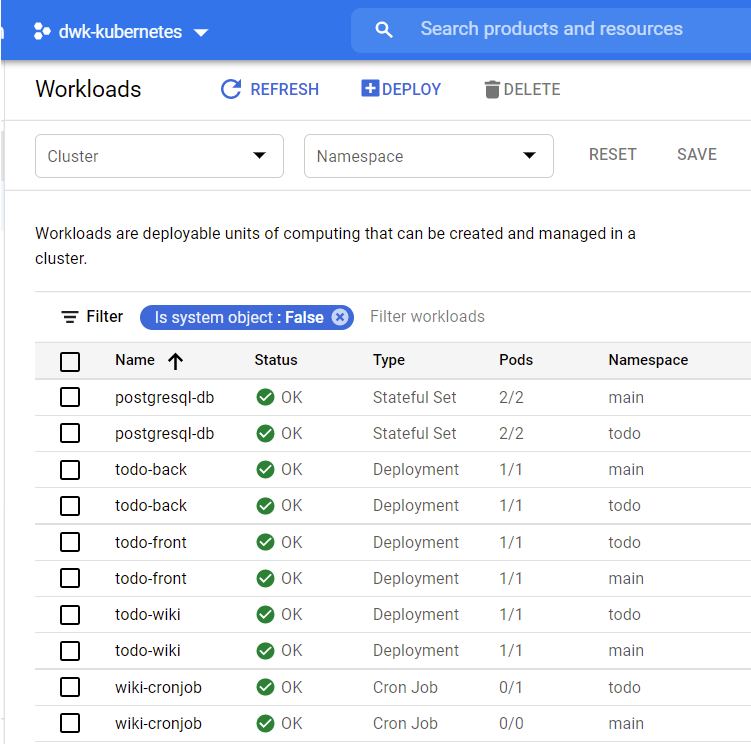 dwk-kubernetes Search products and resources
Workloads REFRESH DEPLOY DELETE
Cluster Namespace RESET SAVE
Workloads are deployable units of computing that can be created and managed in a
cluster.
Filter Is system object : False Filter workloads
Name Status Type Pods Namespace
postgresql-db OK Stateful Set 2/2 main
postgresql-db OK Stateful Set 2/2 todo
todo-back OK Deployment 1/1 main
todo-back OK Deployment 1/1 todo
todo-front OK Deployment 1/1 todo
todo-front OK Deployment 1/1 main
todo-wiki OK Deployment 1/1 todo
todo-wiki OK Deployment 1/1 main
wiki-cronjob OK Cron Job 0/1 todo
wiki-cronjob OK Cron Job 0/0 main